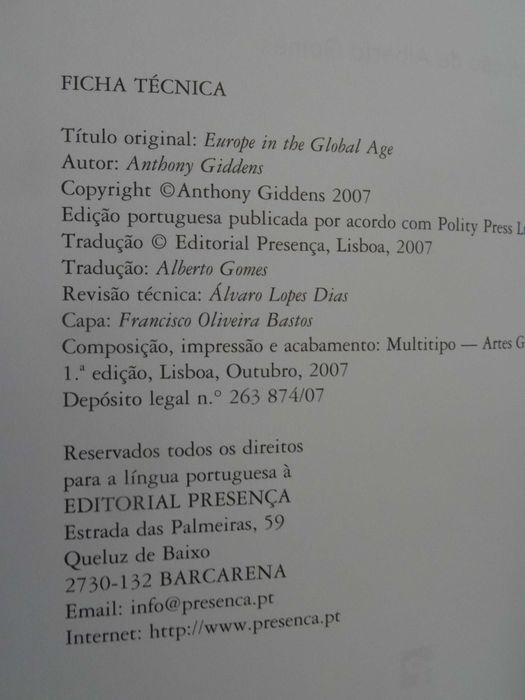 FICHA TÉCNICA
Título original: Europe in the Global Age
Autor: Anthony Giddens
Copyright © Anthony Giddens 2007
Edição portuguesa publicada por acordo com Polity Press
Tradução © Editorial Presença, Lisboa, 2007
Tradução: Alberto Gomes
Revisão técnica: Álvaro Lopes Dias
Capa: Francisco Oliveira Bastos
Composição, impressão e acabamento: Multitipo — Artes
1.ª edição, Lisboa, Outubro, 2007
Depósito legal n.º 263 874/07
Reservados todos os direitos
para a língua portuguesa à
EDITORIAL PRESENÇA
Estrada das Palmeiras, 59
Queluz de Baixo
2730-132 BARCARENA
Email: info@presenca.pt
Internet: http://www.presenca.pt